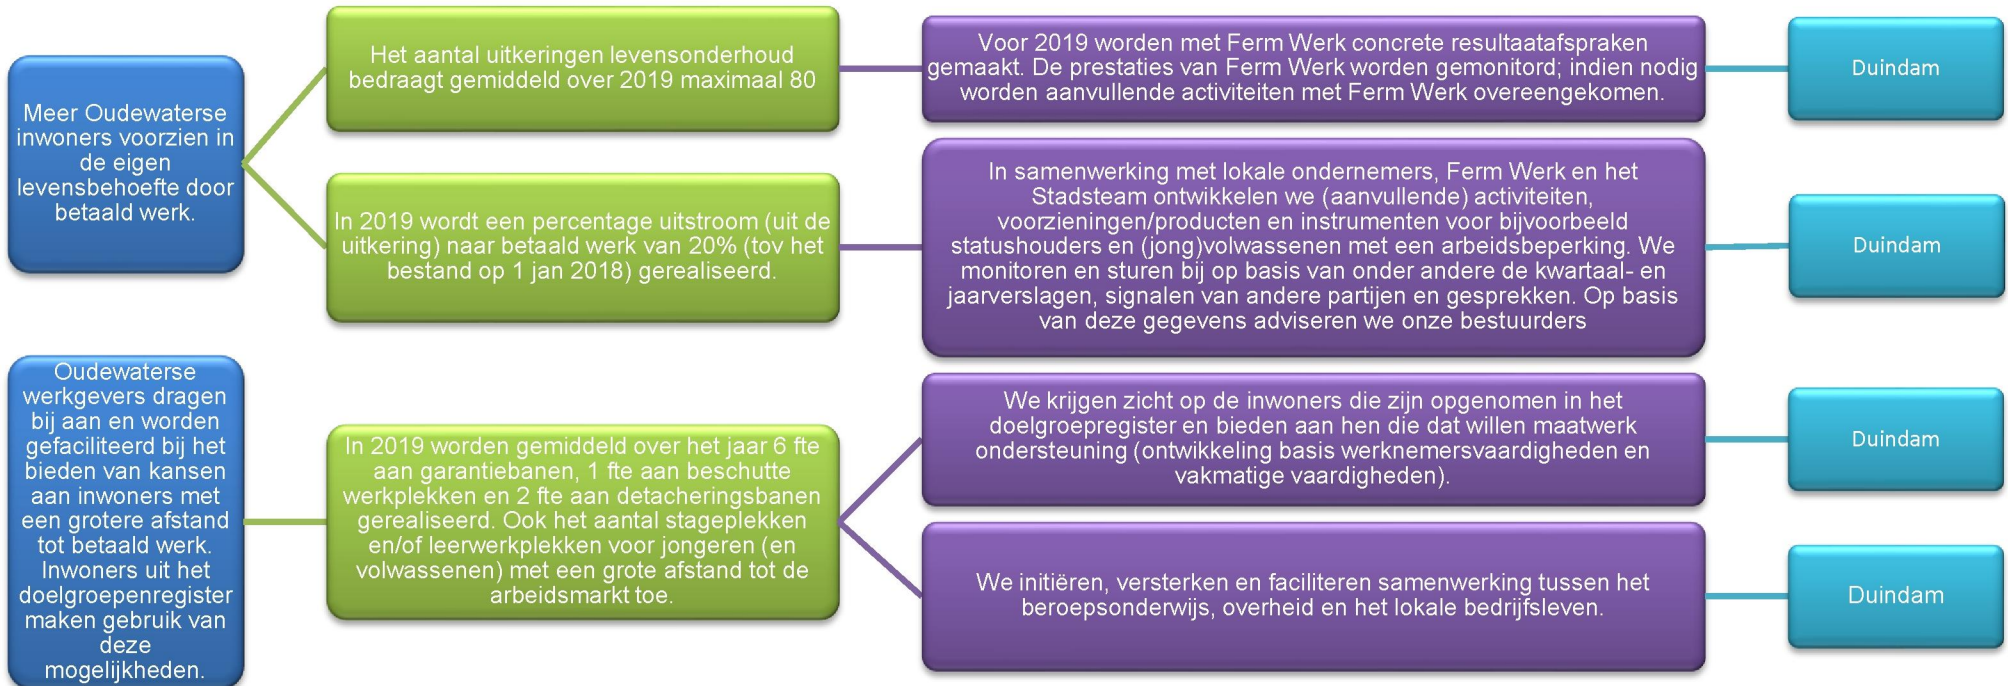 Meer Oudewaterse
inwoners voorzien in
de eigen
levensbehoefte door
betaald werk.
Het aantal uitkeringen levensonderhoud
bedraagt gemiddeld over 2019 maximaal 80
Voor 2019 worden met Ferm Werk concrete resultaatafspraken
gemaakt. De prestaties van Ferm Werk worden gemonitord; indien nodig
worden aanvullende activiteiten met Ferm Werk overeengekomen.
Duindam
In 2019 wordt een percentage uitstroom (uit de
uitkering) naar betaald werk van 20% (tov het
bestand op 1 jan 2018) gerealiseerd.
In samenwerking met lokale ondernemers, Ferm Werk en het
Stadsteam ontwikkelen we (aanvullende) activiteiten,
voorzieningen/producten en instrumenten voor bijvoorbeeld
statushouders en (jong)volwassenen met een arbeidsbeperking. We
monitoren en sturen bij op basis van onder andere de kwartaal- en
jaarverslagen, signalen van andere partijen en gesprekken. Op basis
van deze gegevens adviseren we onze bestuurders
Duindam
Oudewaterse
werkgevers dragen
bij aan en worden
gefaciliteerd bij het
bieden van kansen
aan inwoners met
een grotere afstand
tot betaald werk.
Inwoners uit het
doelgroepenregister
maken gebruik van
deze
mogelijkheden.
In 2019 worden gemiddeld over het jaar 6 fte
aan garantiebanen, 1 fte aan beschutte
werkplekken en 2 fte aan detacheringsbanen
gerealiseerd. Ook het aantal stageplekken
en/of leerwerkplekken voor jongeren (en
volwassenen) met een grote afstand tot de
arbeidsmarkt toe.
We krijgen zicht op de inwoners die zijn opgenomen in het
doelgroepregister en bieden aan hen die dat willen maatwerk
ondersteuning (ontwikkeling basis werknemersvaardigheden en
vakmatige vaardigheden).
Duindam
We initiëren, versterken en faciliteren samenwerking tussen het
beroepsonderwijs, overheid en het lokale bedrijfsleven.
Duindam